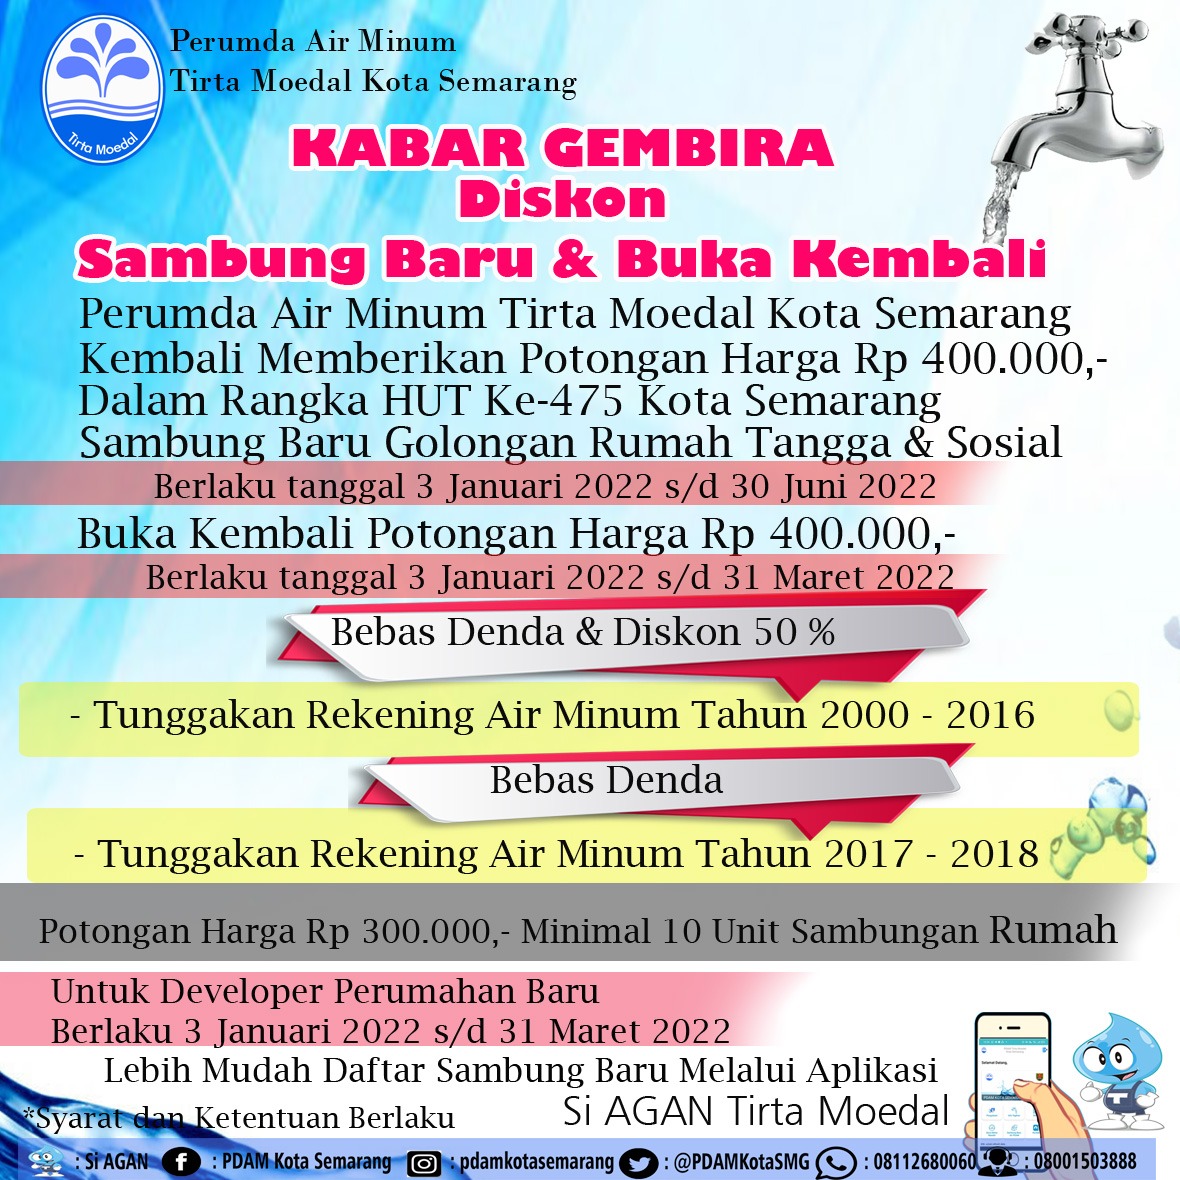 Perumda Air Minum
Tirta Moedal Kota Semarang
Tirta Moedal
KABAR GEMBIRA
Diskon
Sambung Baru & Buka Kembali
Perumda Air Minum Tirta Moedal Kota Semarang
Kembali Memberikan Potongan Harga Rp 400.000,-
Dalam Rangka HUT Ke-475 Kota Semarang
Sambung Baru Golongan Rumah Tangga & Sosial
Berlaku tanggal 3 Januari 2022 s/d 30 Juni 2022
Buka Kembali Potongan Harga Rp 400.000,-
Berlaku tanggal 3 Januari 2022 s/d 31 Maret 2022
Bebas Denda & Diskon 50 %
- Tunggakan Rekening Air Minum Tahun 2000 - 2016
Bebas Denda
- Tunggakan Rekening Air Minum Tahun 2017 - 2018
Potongan Harga Rp 300.000,- Minimal 10 Unit Sambungan Rumah
Untuk Developer Perumahan Baru
Berlaku 3 Januari 2022 s/d 31 Maret 2022
Lebih Mudah Daftar Sambung Baru Melalui Aplikasi
Si AGAN Tirta Moedal
*Syarat dan Ketentuan Berlaku
Selamat Datang,
: Si AGAN : PDAM Kota Semarang : pdamkotasemarang : @PDAMKotaSMG : 08112680060 : 08001503888